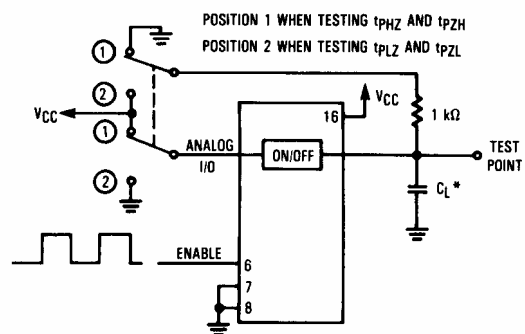 POSITION 1 WHEN TESTING tPHZ AND tPZH
POSITION 2 WHEN TESTING tPLZ AND tPZL
1
2
VCC
1
2
VCC
16
1 kΩ
ANALOG
I/O
ON/OFF
TEST
POINT
CL*
ENABLE
6
7
8